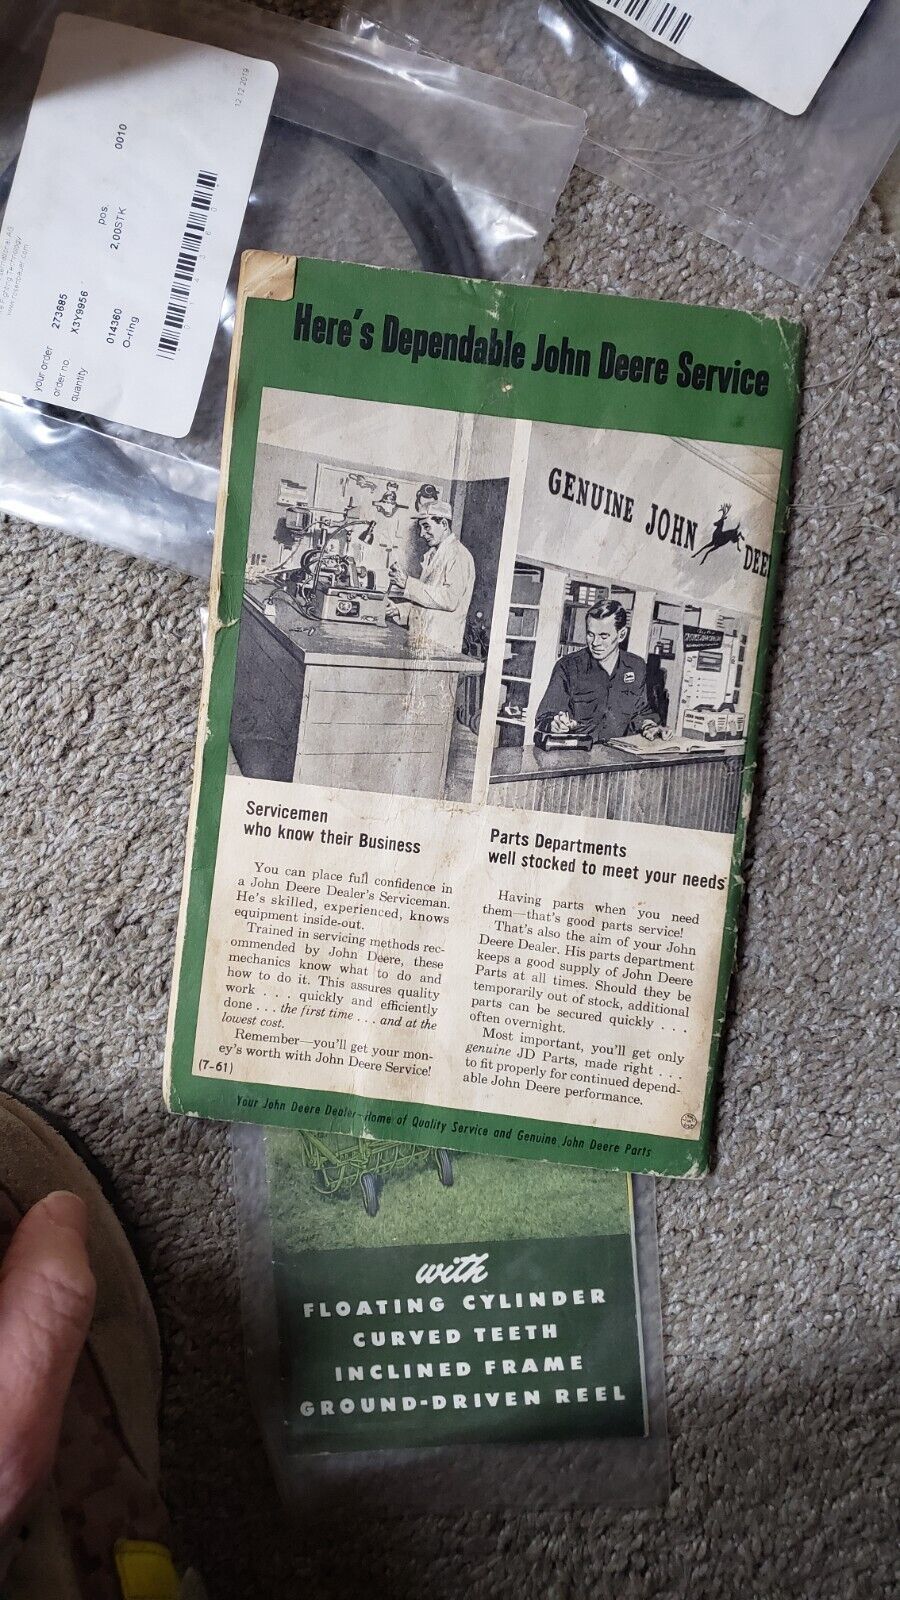 12.12.2019
0010
pos.
2,00STK
your order 273685
order no. X3Y9956
quantity
014360
O-ring
Here's Dependable John Deere Service
GENUINE JOHN DEE
Servicemen
who know their Business
You can place full confidence in
a John Deere Dealer's Serviceman.
He's skilled, experienced, knows
equipment inside-out.
Trained in servicing methods rec-
ommended by John Deere, these
mechanics know what to do and
how to do it. This assures quality
work . . . quickly and efficiently
done . . . the first time . . . and at the
lowest cost.
Remember—you'll get your mon-
ey's worth with John Deere Service!
(7-61)
Parts Departments
well stocked to meet your needs
Having parts when you need
them—that's good parts service!
That's also the aim of your John
Deere Dealer. His parts department
keeps a good supply of John Deere
Parts at all times. Should they be
temporarily out of stock, additional
parts can be secured quickly . . .
often overnight.
Most important, you'll get only
genuine JD Parts, made right . . .
to fit properly for continued depend-
able John Deere performance.
Your John Deere Dealer—Home of Quality Service and Genuine John Deere Parts
with
FLOATING CYLINDER
CURVED TEETH
INCLINED FRAME
GROUND-DRIVEN REEL